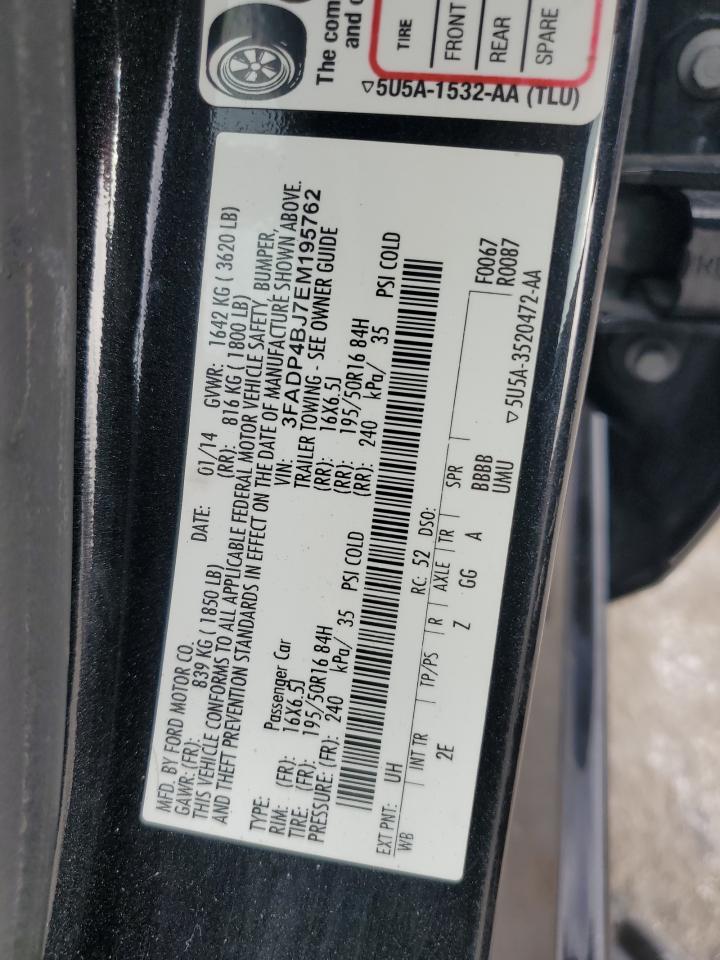 The com
and c
TIRE
FRONT
REAR
SPARE
▽5U5A-1532-AA (TLU)
MFD. BY FORD MOTOR CO.
DATE: 01/14 GVWR: 1642 KG ( 3620 LB)
GAWR: (FR): 839 KG ( 1850 LB) (RR): 816 KG ( 1800 LB)
THIS VEHICLE CONFORMS TO ALL APPLICABLE FEDERAL MOTOR VEHICLE SAFETY, BUMPER,
AND THEFT PREVENTION STANDARDS IN EFFECT ON THE DATE OF MANUFACTURE SHOWN ABOVE.
VIN: 3FADP4BJ7EM195762
TYPE: Passenger Car TRAILER TOWING - SEE OWNER GUIDE
RIM: (FR): 16X6.5J (RR): 16X6.5J
TIRE: (FR): 195/50R16 84H (RR): 195/50R16 84H
PRESSURE: (FR): 240 kPa/ 35 PSI COLD (RR): 240 kPa/ 35 PSI COLD
EXT PNT: UH RC: 52 DSO: F0067
R0087
WB INT TR TP/PS R AXLE TR SPR
2E Z GG A BBBB
UMU
▽5U5A-3520472-AA